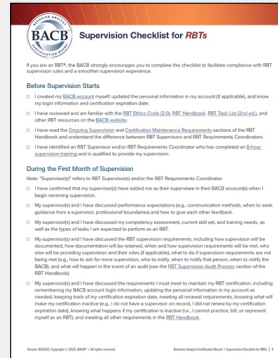 BACB
Supervision Checklist for RBTs
If you are an RBT®, the BACB strongly encourages you to complete this checklist to facilitate compliance with RBT
supervision rules and a smoother supervision experience.
Before Supervision Starts
□ I created my BACB account myself, updated the personal information in my account (if applicable), and know
my login information and certification expiration date.
□ I have reviewed and am familiar with the RBT Ethics Code (2.0), RBT Handbook, RBT Task List (2nd ed.), and
other RBT resources on the BACB website.
□ I have read the Ongoing Supervision and Certification Maintenance Requirements sections of the RBT
Handbook and understand the difference between RBT Supervisors and RBT Requirements Coordinators.
□ I have identified an RBT Supervisor and/or RBT Requirements Coordinator who has completed an 8-hour
supervision training and is qualified to provide my supervision.
During the First Month of Supervision
Note: "Supervisor(s)" refer to RBT Supervisor(s) and/or the RBT Requirements Coordinator.
□ I have confirmed that my supervisor(s) have added me as their supervisee in their BACB account(s) when I
begin receiving supervision.
□ My supervisor(s) and I have discussed performance expectations (e.g., communication methods, when to seek
guidance from a supervisor, professional boundaries) and how to give each other feedback.
□ My supervisor(s) and I have discussed my competency assessment, current skill set, and training needs, as
well as the types of tasks I am expected to perform as an RBT.
□ My supervisor(s) and I have discussed the RBT supervision requirements, including how supervision will be
documented, how documentation will be retained, when and how supervision requirements will be met, who
else will be providing supervision and their roles (if applicable), what to do if supervision requirements are not
being met (e.g., how to ask for more supervision, who to notify, when to notify that person, when to notify the
BACB), and what will happen in the event of an audit (see the RBT Supervision Audit Process section of the
RBT Handbook).
□ My supervisor(s) and I have discussed the requirements I must meet to maintain my RBT certification, including
remembering my BACB account login information, updating the personal information in my account as
needed, keeping track of my certification expiration date, meeting all renewal requirements, knowing what will
make my certification inactive (e.g., I do not have a supervisor on record, I did not renew by my certification
expiration date), knowing what happens if my certification is inactive (i.e., I cannot practice, bill, or represent
myself as an RBT), and meeting all other requirements in the RBT Handbook.